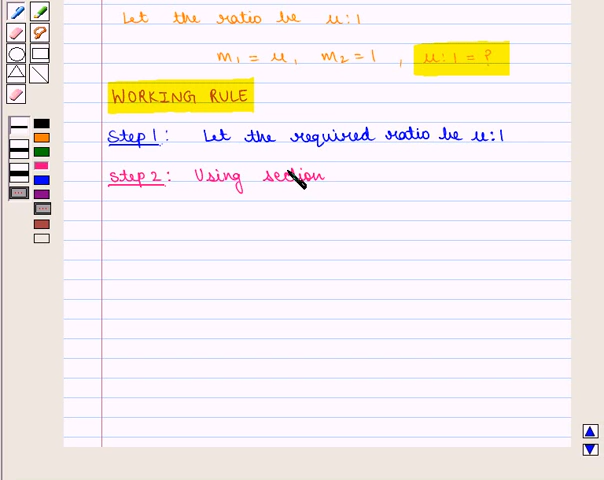 Let the ratio be u:1
m₁ = u, m₂ = 1, u:1 = ?
WORKING RULE
Step 1: Let the required ratio be u:1
Step 2: Using section